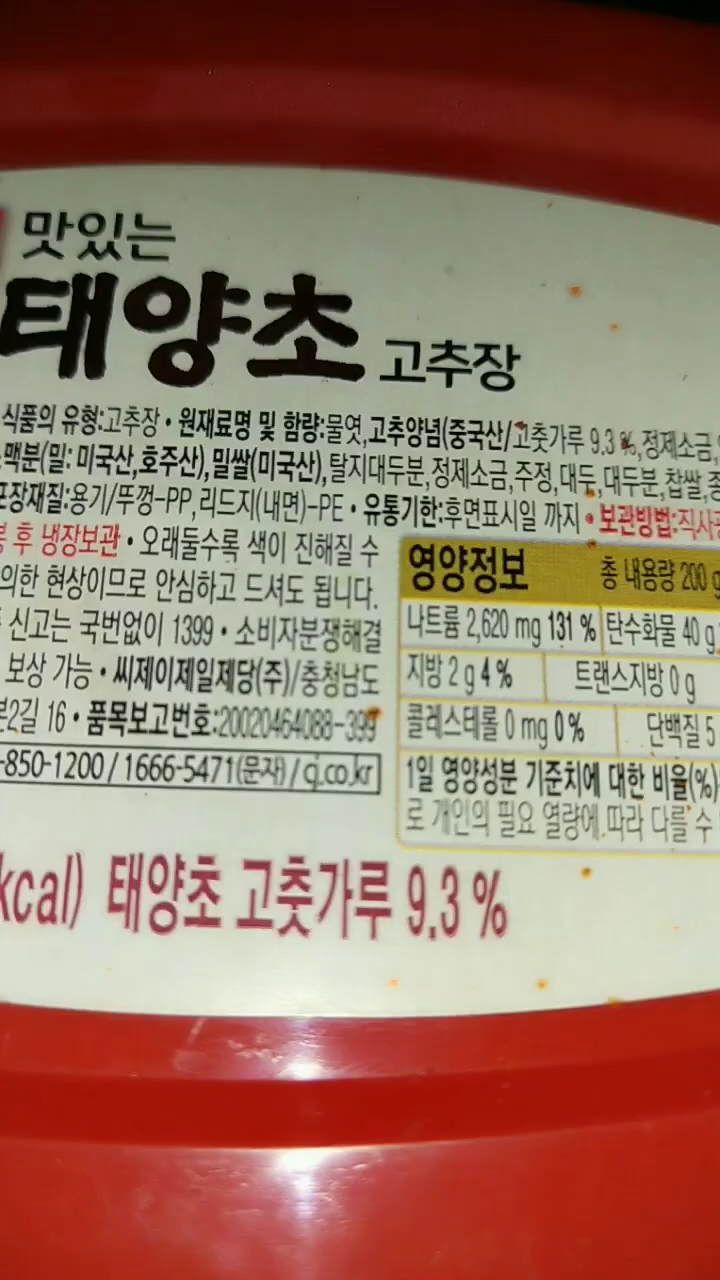 맛있는
태양초 고추장
식품의 유형:고추장 • 원재료명 및 함량:물엿,고추양념(중국산/고춧가루 9.3 %,정제소금,
맥분(밀: 미국산,호주산),밀쌀(미국산),탈지대두분,정제소금,주정,대두,대두분,찹쌀,종
포장재질:용기/뚜껑-PP,리드지(내면)-PE • 유통기한:후면표시일 까지 • 보관방법:직사광
후 냉장보관 • 오래둘수록 색이 진해질 수
의한 현상이므로 안심하고 드셔도 됩니다.
신고는 국번없이 1399 • 소비자분쟁해결
보상 가능 • 씨제이제일제당(주)/충청남도
2길 16 • 품목보고번호:20020464088-399
-850-1200 / 1666-5471(문자) / cj.co.kr
영양정보 총 내용량 200 g
나트륨 2,620 mg 131 % 탄수화물 40 g
지방 2 g 4 % 트랜스지방 0 g
콜레스테롤 0 mg 0 % 단백질 5
1일 영양성분 기준치에 대한 비율(%)
로 개인의 필요 열량에 따라 다를 수
kcal) 태양초 고춧가루 9.3 %